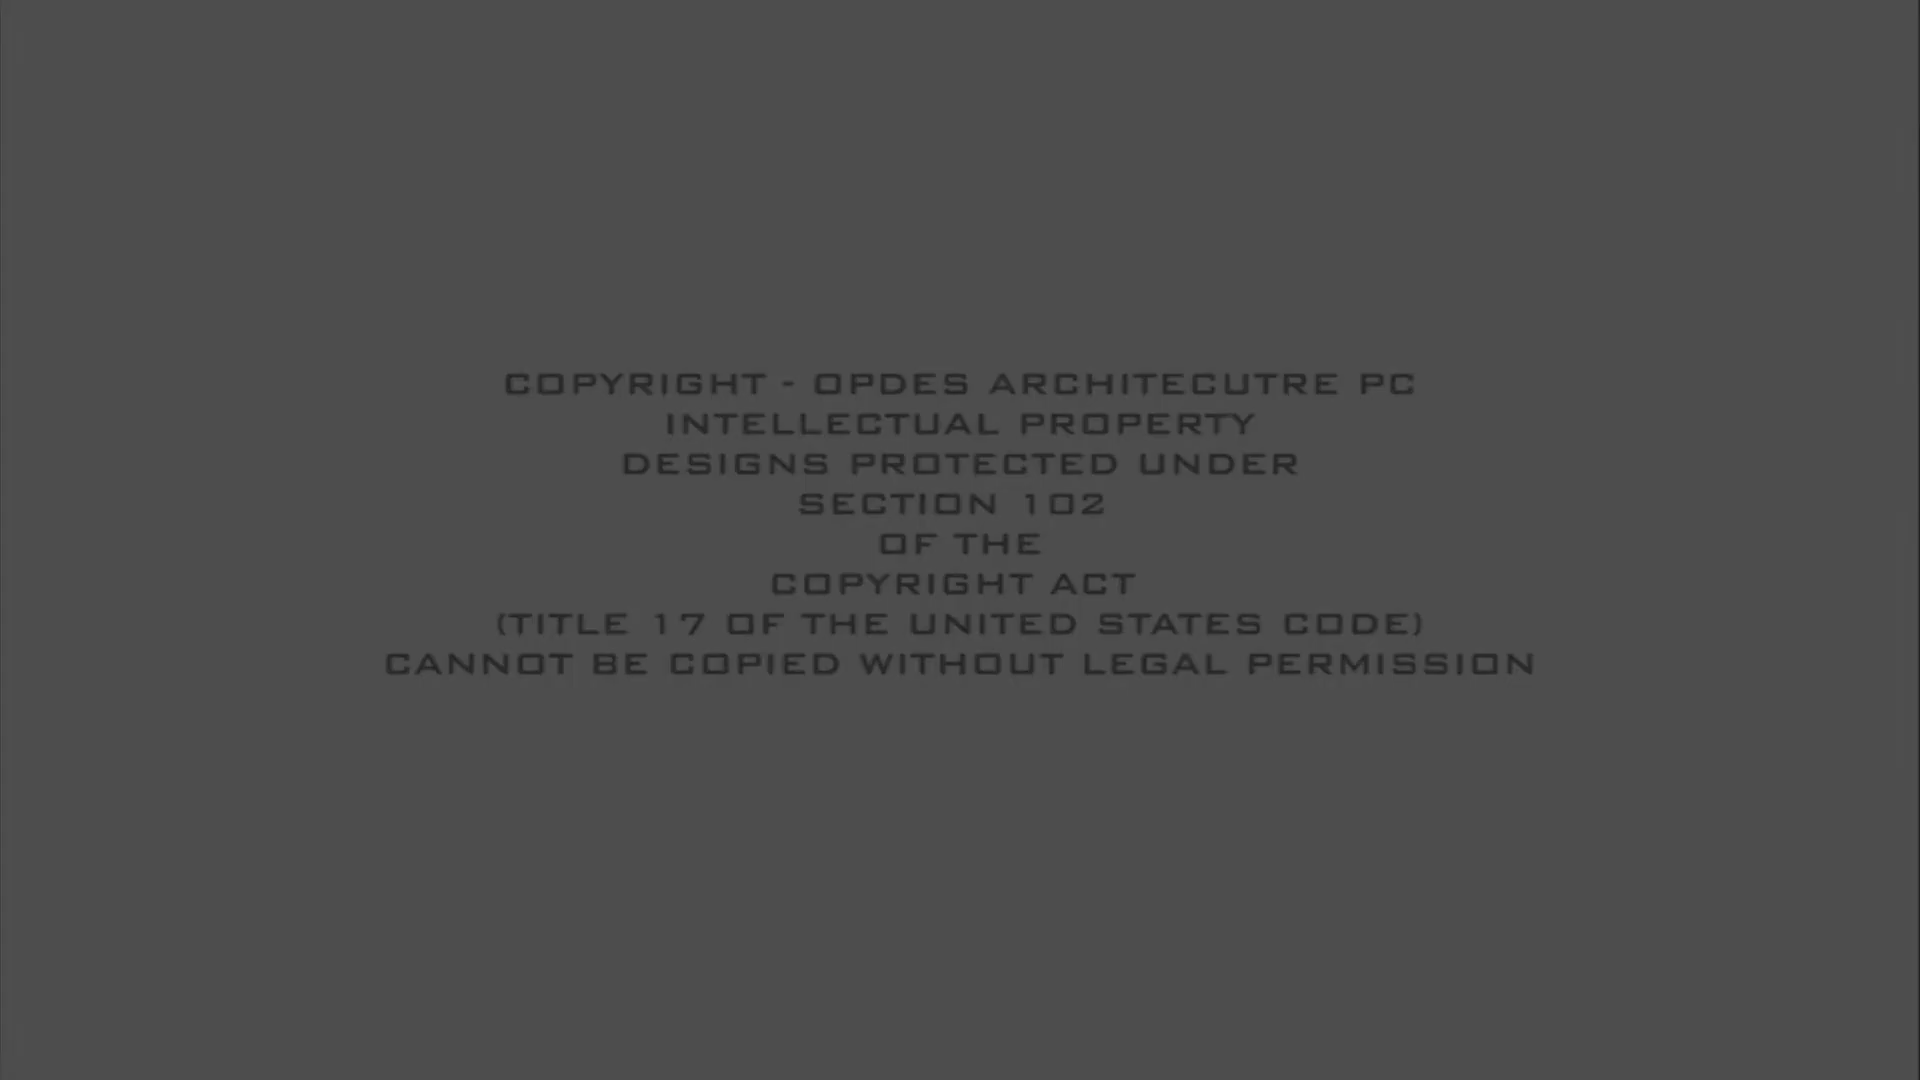 COPYRIGHT - OPDES ARCHITECUTRE PC
INTELLECTUAL PROPERTY
DESIGNS PROTECTED UNDER
SECTION 102
OF THE
COPYRIGHT ACT
(TITLE 17 OF THE UNITED STATES CODE)
CANNOT BE COPIED WITHOUT LEGAL PERMISSION